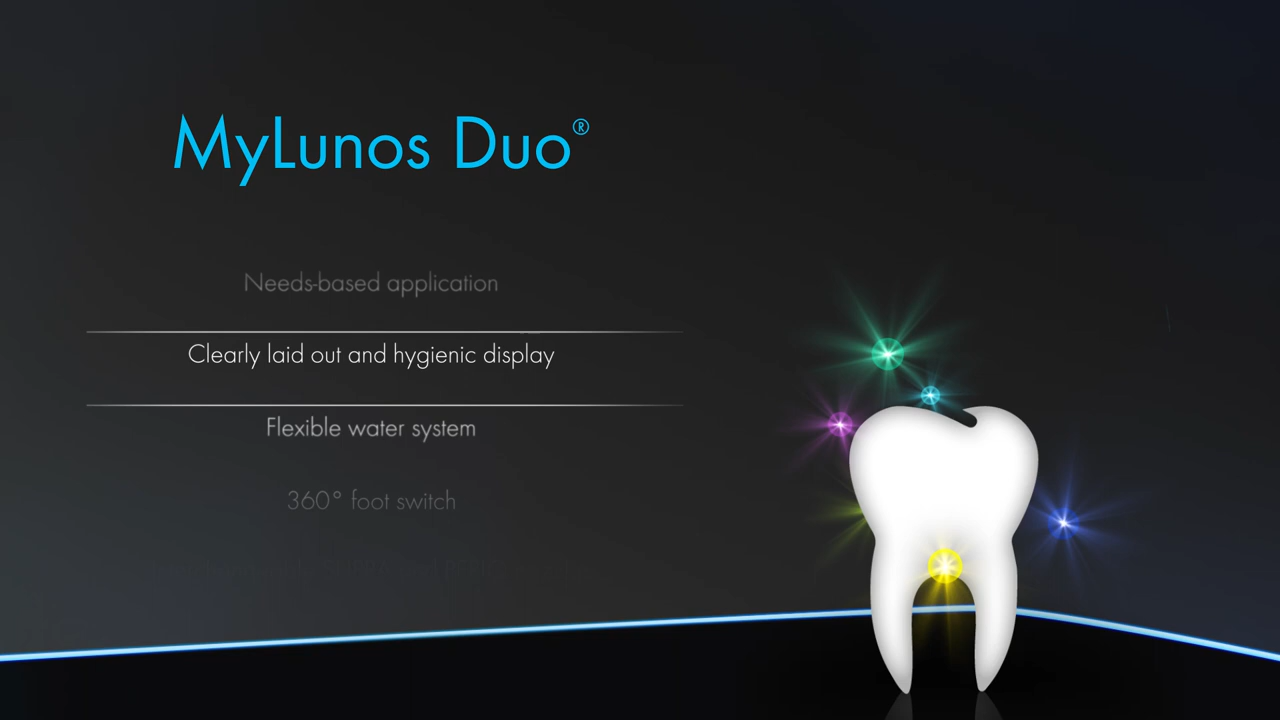 MyLunos Duo®
Needs-based application
Clearly laid out and hygienic display
Flexible water system
360° foot switch